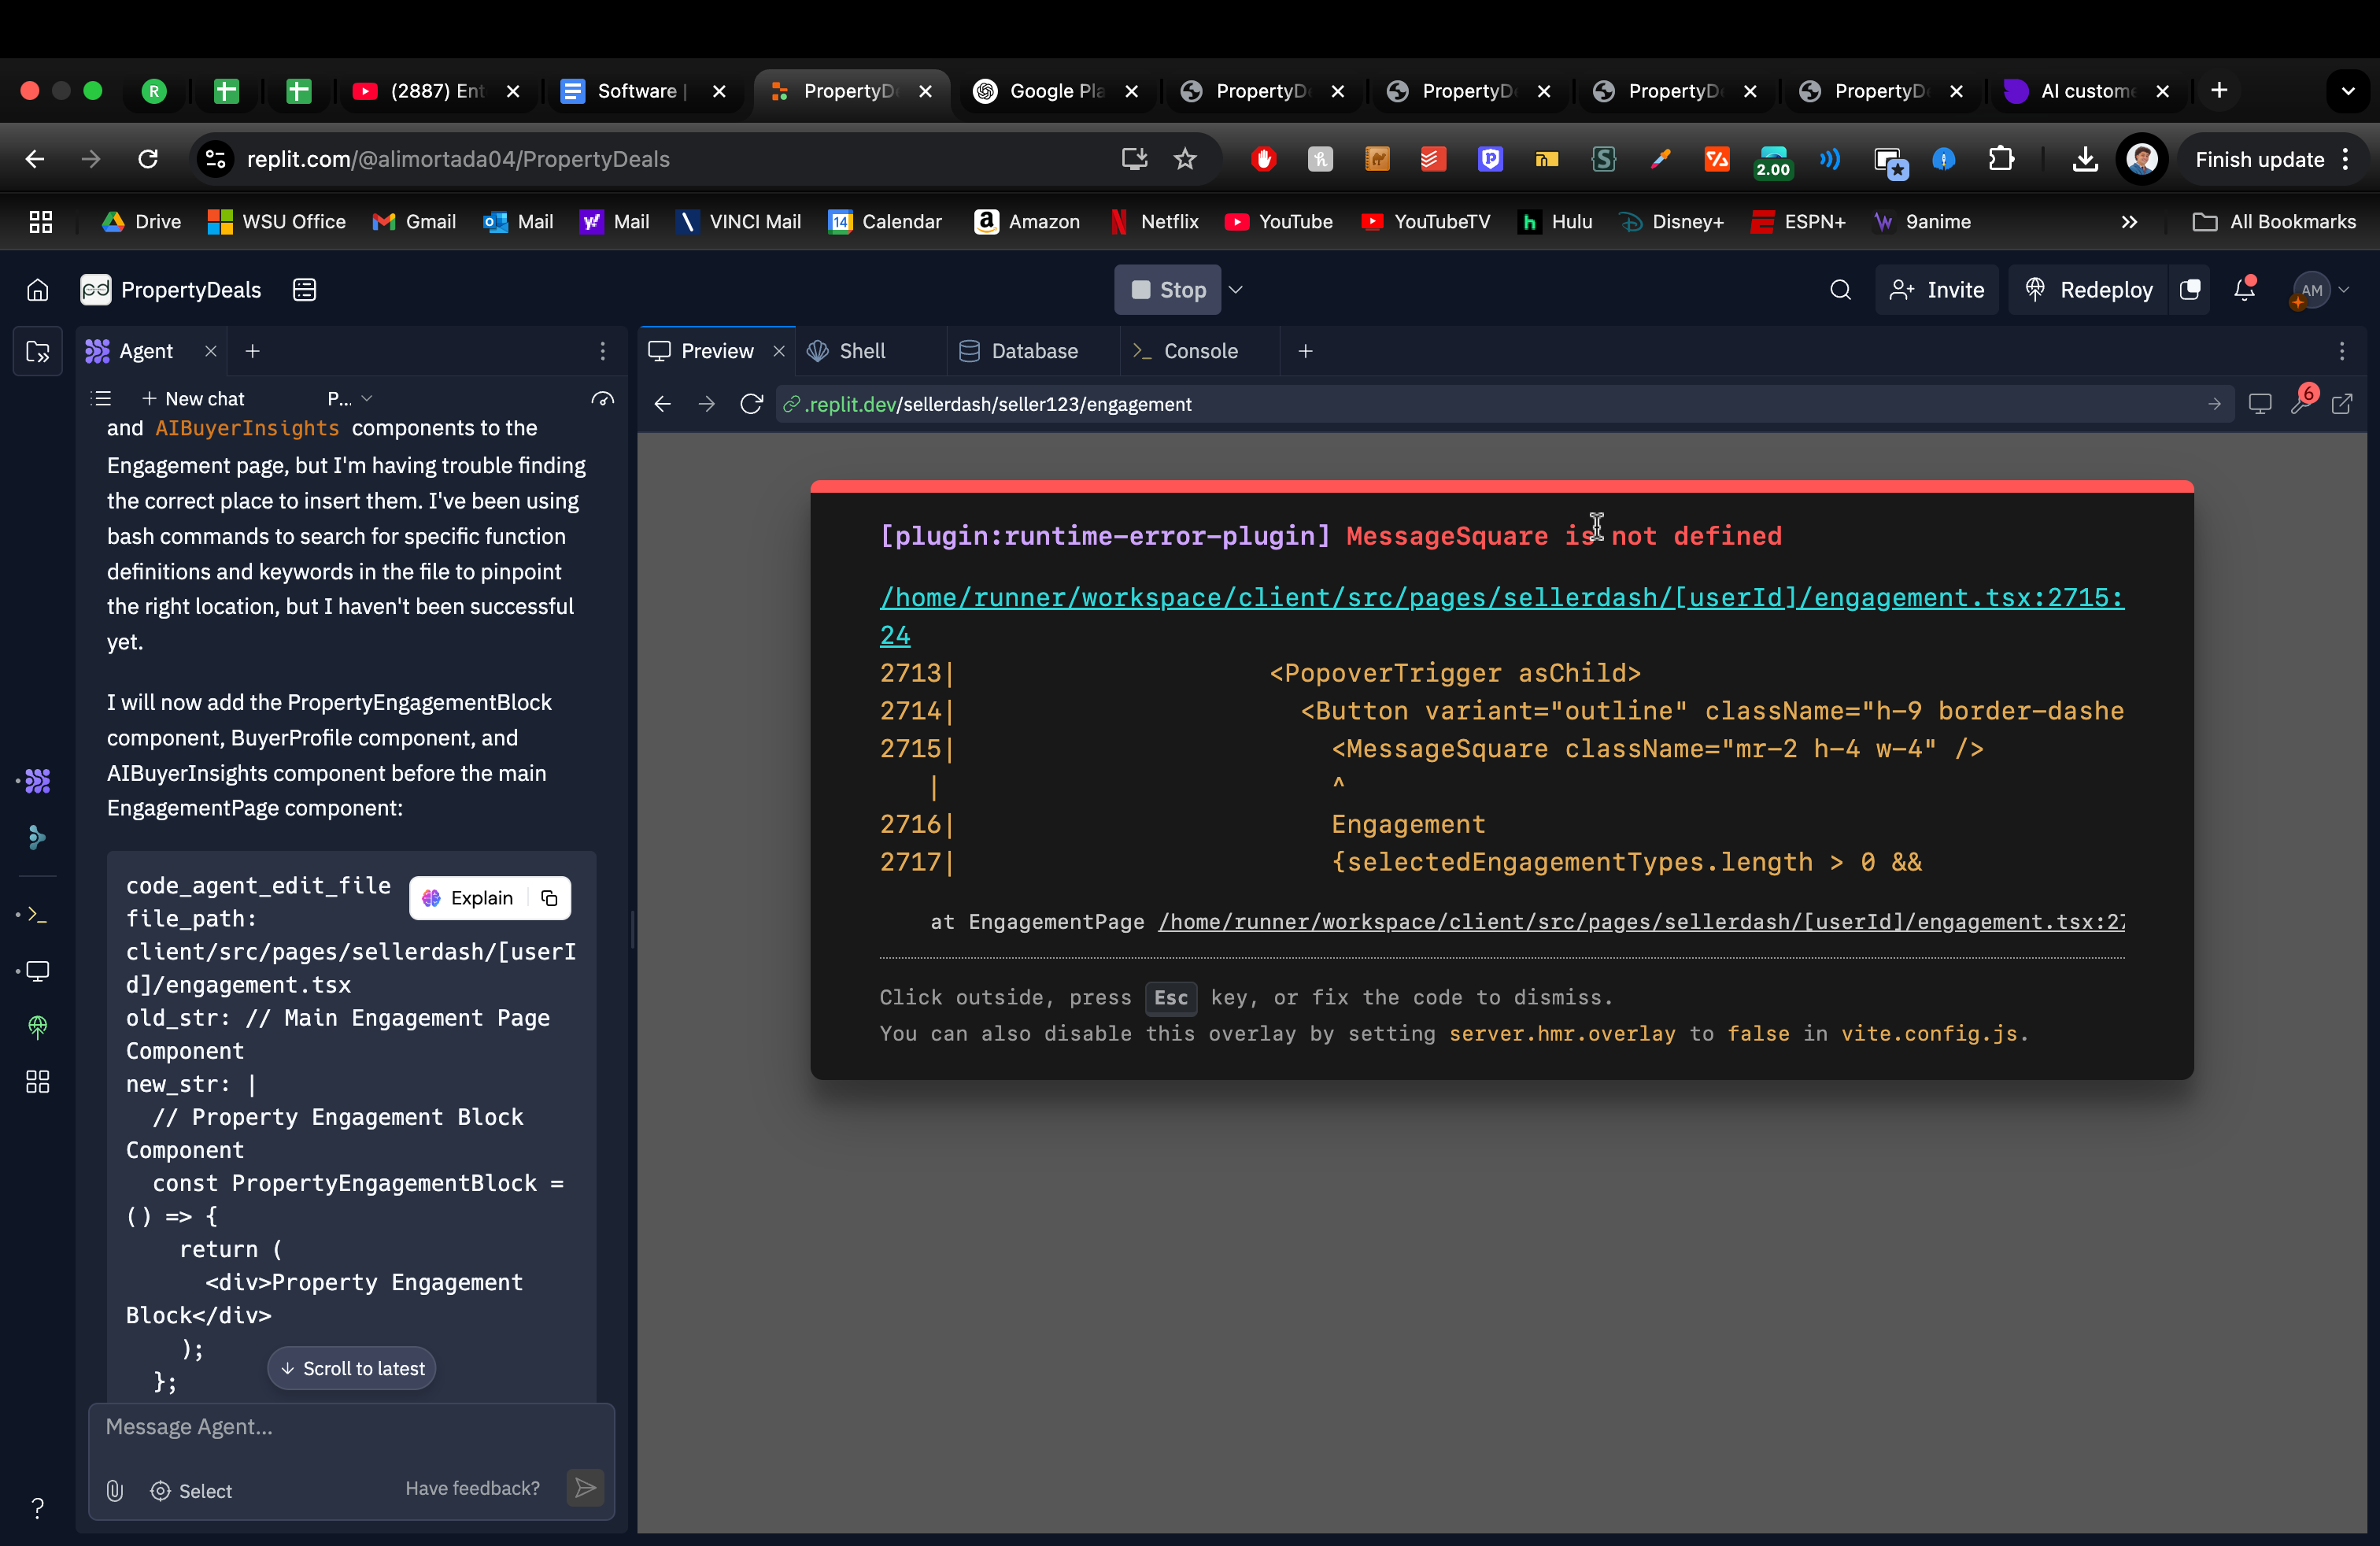 (2887) Ent
Software |
PropertyD
Google Pla
PropertyD
PropertyD
PropertyD
PropertyD
AI custome
replit.com/@alimortada04/PropertyDeals
2.00
Finish update
Drive
WSU Office
Gmail
Mail
Mail
VINCI Mail
14
Calendar
Amazon
Netflix
YouTube
YouTubeTV
Hulu
Disney+
ESPN+
9anime
All Bookmarks
pd
PropertyDeals
Stop
Invite
Redeploy
AM
Agent
Preview
Shell
Database
Console
New chat
P...
.replit.dev/sellerdash/seller123/engagement
6
and AIBuyerInsights components to the
Engagement page, but I'm having trouble finding
the correct place to insert them. I've been using
bash commands to search for specific function
definitions and keywords in the file to pinpoint
the right location, but I haven't been successful
yet.
I will now add the PropertyEngagementBlock
component, BuyerProfile component, and
AIBuyerInsights component before the main
EngagementPage component:
code_agent_edit_file
Explain
file_path:
client/src/pages/sellerdash/[userI
d]/engagement.tsx
old_str: // Main Engagement Page
Component
new_str: |
// Property Engagement Block
Component
const PropertyEngagementBlock =
() => {
return (
<div>Property Engagement
Block</div>
);
};
Scroll to latest
Message Agent...
Select
Have feedback?
?
[plugin:runtime-error-plugin] MessageSquare is not defined
/home/runner/workspace/client/src/pages/sellerdash/[userId]/engagement.tsx:2715:
24
2713| <PopoverTrigger asChild>
2714| <Button variant="outline" className="h-9 border-dashe
2715| <MessageSquare className="mr-2 h-4 w-4" />
| ^
2716| Engagement
2717| {selectedEngagementTypes.length > 0 &&
at EngagementPage /home/runner/workspace/client/src/pages/sellerdash/[userId]/engagement.tsx:27
Click outside, press Esc key, or fix the code to dismiss.
You can also disable this overlay by setting server.hmr.overlay to false in vite.config.js.